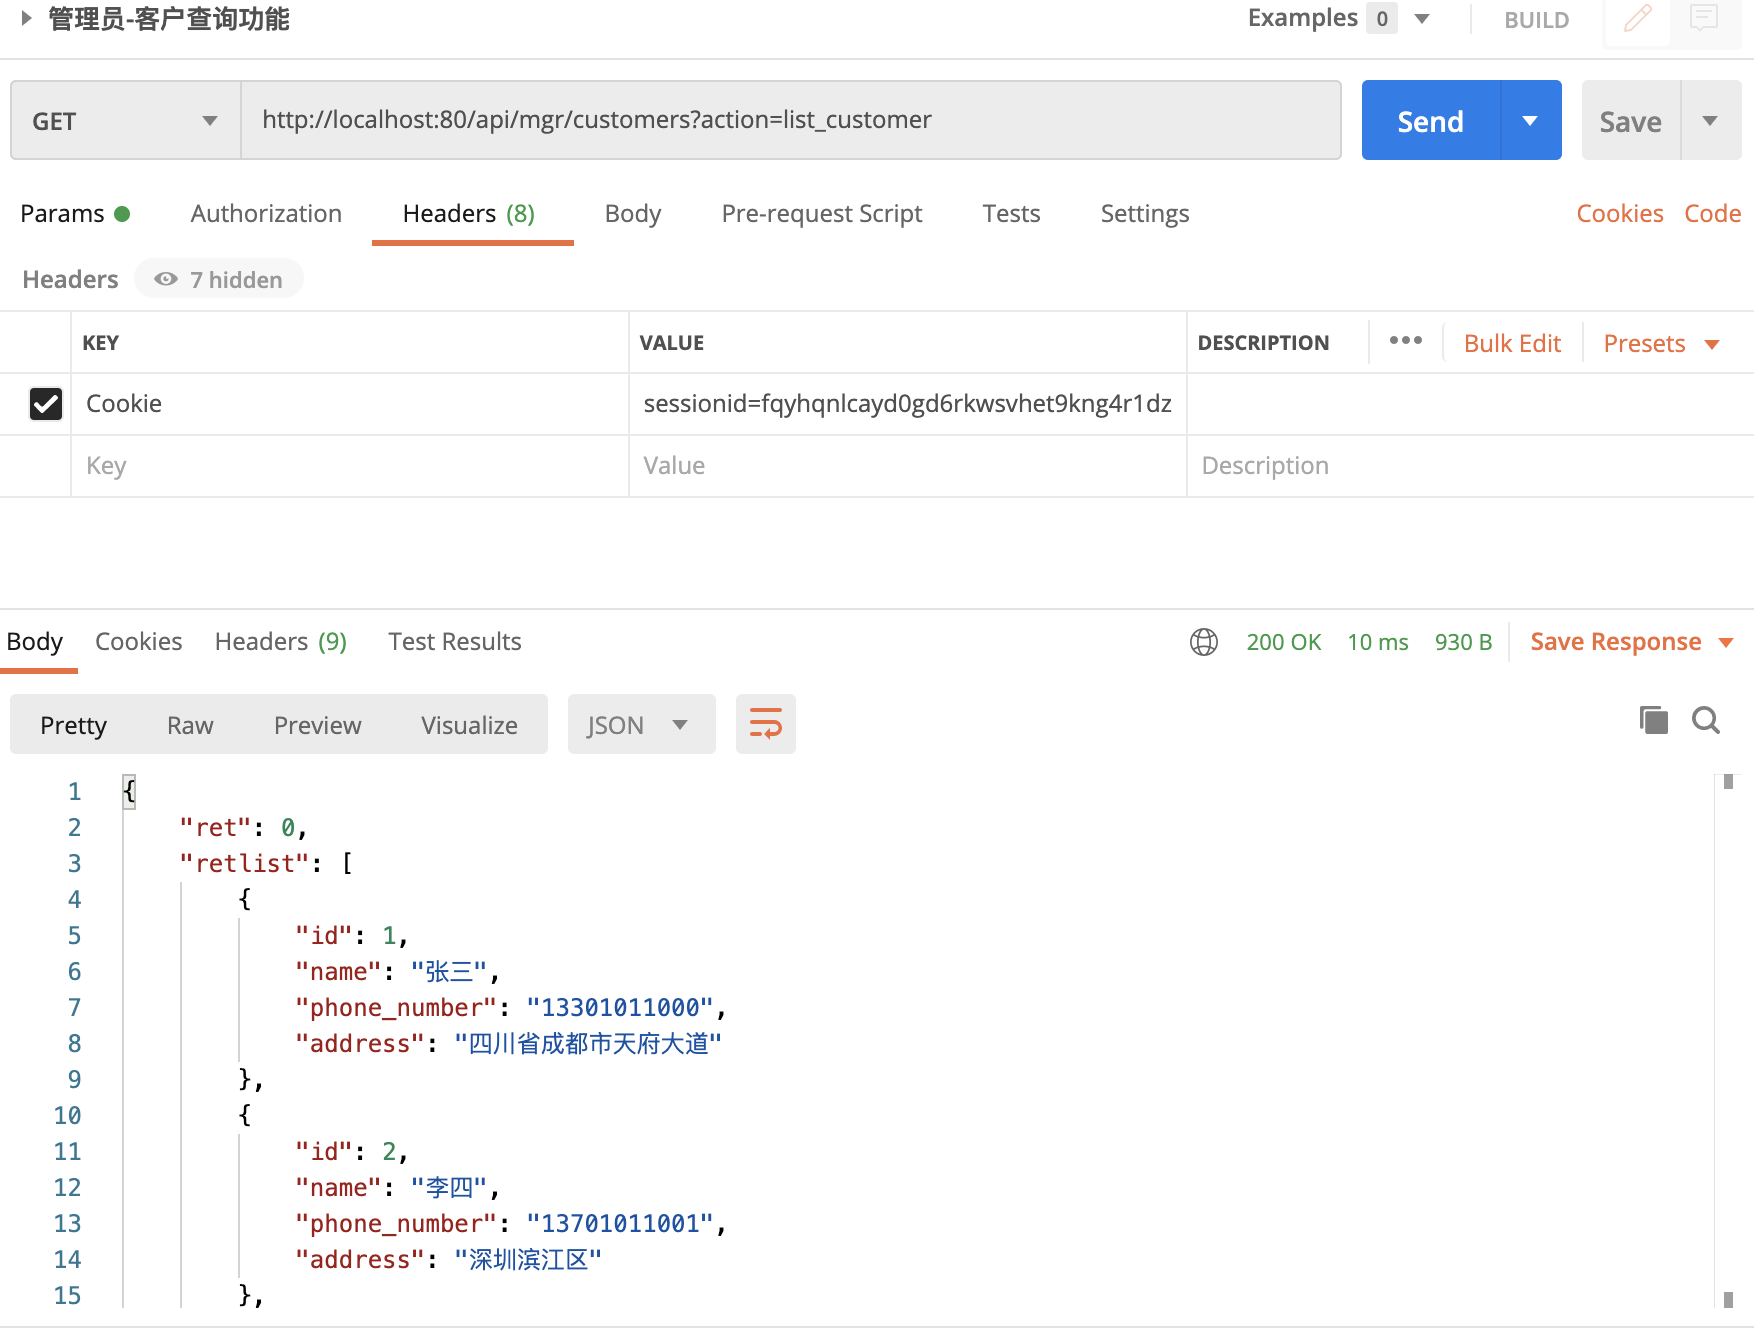 管理员-客户查询功能
Examples 0 BUILD
GET http://localhost:80/api/mgr/customers?action=list_customer Send Save
Params Authorization Headers (8) Body Pre-request Script Tests Settings Cookies Code
Headers 7 hidden
KEY VALUE DESCRIPTION ••• Bulk Edit Presets
Cookie sessionid=fqyhqnlcayd0gd6rkwsvhet9kng4r1dz
Key Value Description
Body Cookies Headers (9) Test Results 200 OK 10 ms 930 B Save Response
Pretty Raw Preview Visualize JSON
1 {
2 "ret": 0,
3 "retlist": [
4 {
5 "id": 1,
6 "name": "张三",
7 "phone_number": "13301011000",
8 "address": "四川省成都市天府大道"
9 },
10 {
11 "id": 2,
12 "name": "李四",
13 "phone_number": "13701011001",
14 "address": "深圳滨江区"
15 },